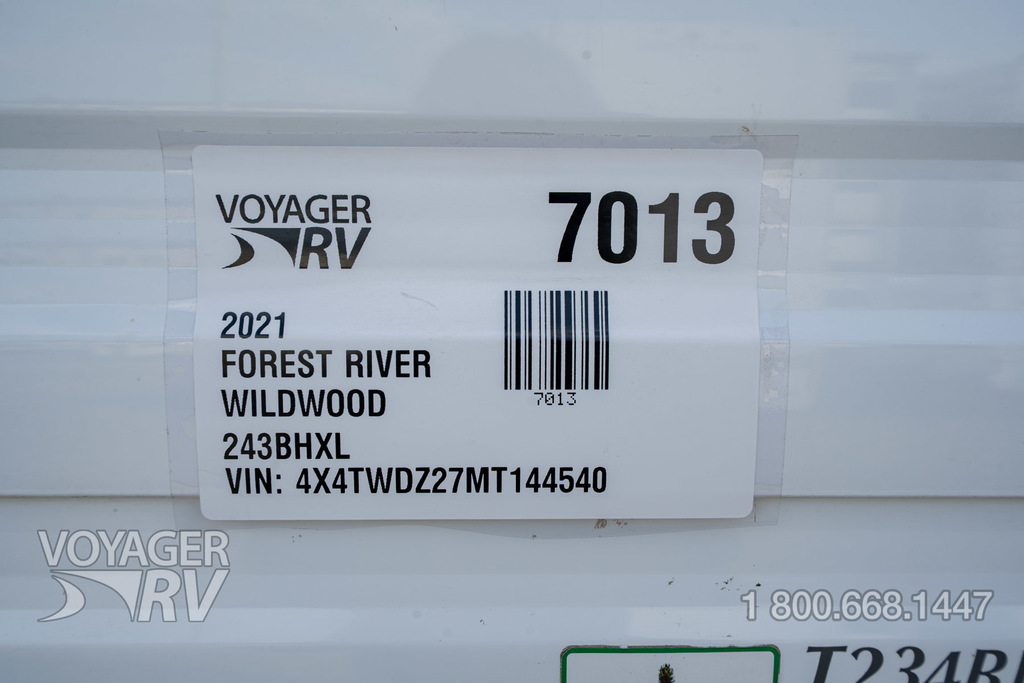 VOYAGER
RV
7013
2021
FOREST RIVER
WILDWOOD
243BHXL
VIN: 4X4TWDZ27MT144540
7013
VOYAGER
RV
1 800.668.1447